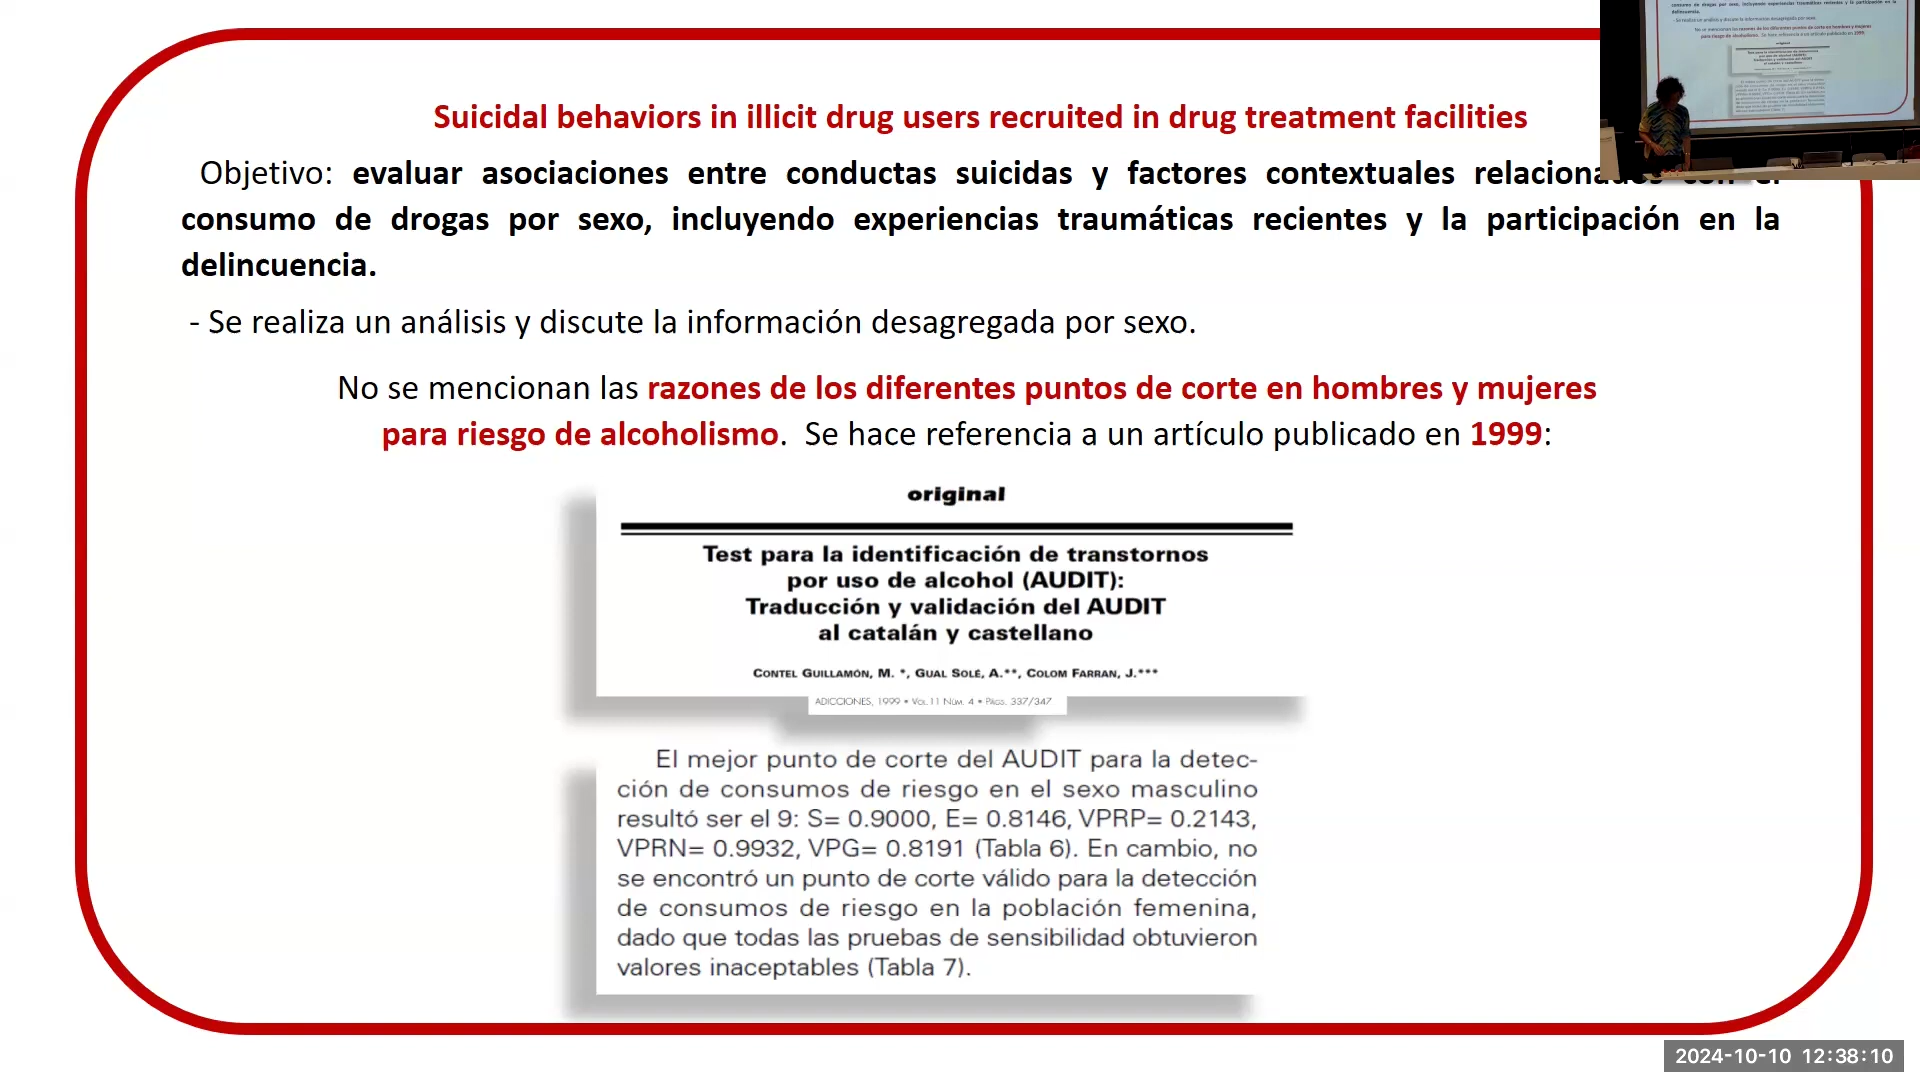 Suicidal behaviors in illicit drug users recruited in drug treatment facilities
Objetivo: evaluar asociaciones entre conductas suicidas y factores contextuales relacionados con el
consumo de drogas por sexo, incluyendo experiencias traumáticas recientes y la participación en la
delincuencia.
- Se realiza un análisis y discute la información desagregada por sexo.
No se mencionan las razones de los diferentes puntos de corte en hombres y mujeres
para riesgo de alcoholismo. Se hace referencia a un artículo publicado en 1999:
original
Test para la identificación de transtornos
por uso de alcohol (AUDIT):
Traducción y validación del AUDIT
al catalán y castellano
CONTEL GUILLAMÓN, M. *, GUAL SOLÉ, A.**, COLOM FARRAN, J.***
ADICCIONES, 1999 • VOL.11 NÚM. 4 • PÁGS. 337/347
El mejor punto de corte del AUDIT para la detec-
ción de consumos de riesgo en el sexo masculino
resultó ser el 9: S= 0.9000, E= 0.8146, VPRP= 0.2143,
VPRN= 0.9932, VPG= 0.8191 (Tabla 6). En cambio, no
se encontró un punto de corte válido para la detección
de consumos de riesgo en la población femenina,
dado que todas las pruebas de sensibilidad obtuvieron
valores inaceptables (Tabla 7).
2024-10-10 12:38:10